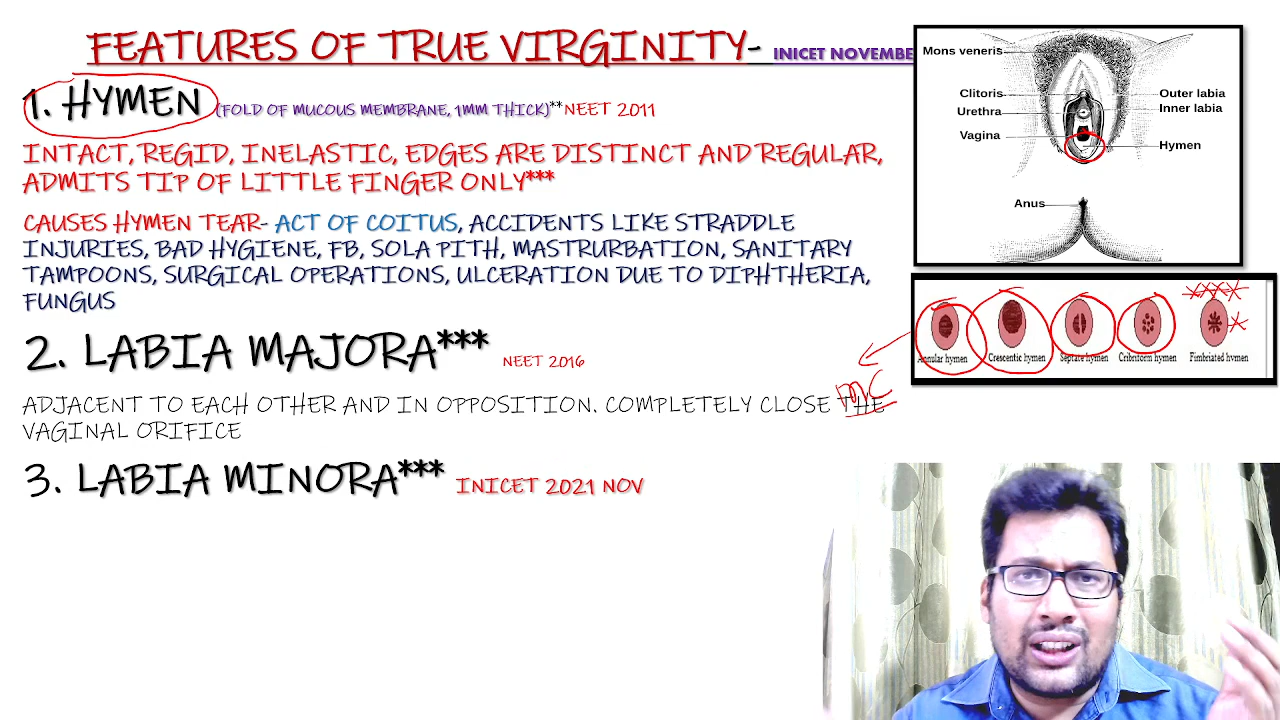 FEATURES OF TRUE VIRGINITY- INICET NOVEMBE
1. HYMEN (FOLD OF MUCOUS MEMBRANE, 1MM THICK)**NEET 2011
INTACT, REGID, INELASTIC, EDGES ARE DISTINCT AND REGULAR,
ADMITS TIP OF LITTLE FINGER ONLY***
CAUSES HYMEN TEAR- ACT OF COITUS, ACCIDENTS LIKE STRADDLE
INJURIES, BAD HYGIENE, FB, SOLA PITH, MASTRURBATION, SANITARY
TAMPOONS, SURGICAL OPERATIONS, ULCERATION DUE TO DIPHTHERIA,
FUNGUS
2. LABIA MAJORA*** NEET 2016
ADJACENT TO EACH OTHER AND IN OPPOSITION. COMPLETELY CLOSE THE
VAGINAL ORIFICE
3. LABIA MINORA*** INICET 2021 NOV
Mons veneris
Clitoris
Urethra
Vagina
Anus
Outer labia
Inner labia
Hymen
Annular hymen
Crescentic hymen
Septate hymen
Cribriform hymen
Fimbriated hymen
MC